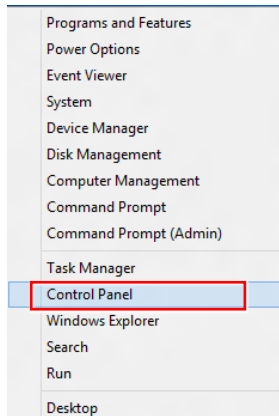 Programs and Features
Power Options
Event Viewer
System
Device Manager
Disk Management
Computer Management
Command Prompt
Command Prompt (Admin)
Task Manager
Control Panel
Windows Explorer
Search
Run
Desktop